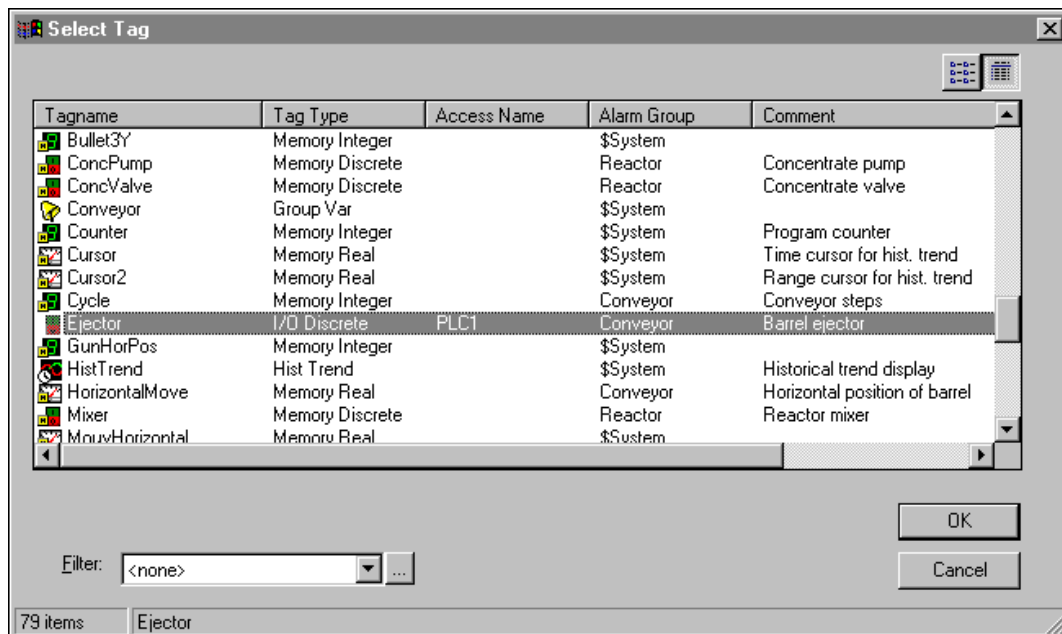 Select Tag
Tagname Tag Type Access Name Alarm Group Comment
Bullet3Y Memory Integer $System
ConcPump Memory Discrete Reactor Concentrate pump
ConcValve Memory Discrete Reactor Concentrate valve
Conveyor Group Var $System
Counter Memory Integer $System Program counter
Cursor Memory Real $System Time cursor for hist. trend
Cursor2 Memory Real $System Range cursor for hist. trend
Cycle Memory Integer Conveyor Conveyor steps
Ejector I/O Discrete PLC1 Conveyor Barrel ejector
GunHorPos Memory Integer $System
HistTrend Hist Trend $System Historical trend display
HorizontalMove Memory Real Conveyor Horizontal position of barrel
Mixer Memory Discrete Reactor Reactor mixer
MouvHorizontal Memory Real $System
OK
Filter: <none> ...
Cancel
79 items Ejector